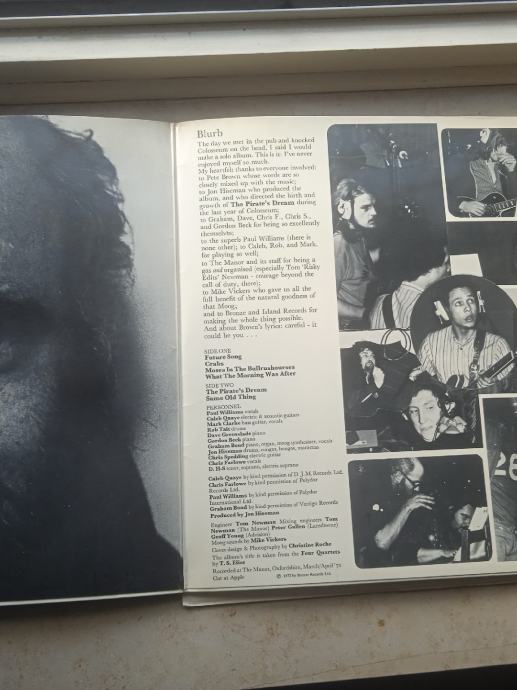 Blurb
The day we met in the pub and knocked
Colosseum on the head, I said I would
make a solo album. This is it: I've never
enjoyed myself so much.
My heartfelt thanks to everyone involved:
to Pete Brown whose words are so
closely mixed up with the music;
to Jon Hiseman who produced the
album, and who directed the birth and
growth of The Pirate's Dream during
the last year of Colosseum;
to Graham, Dave, Chris F., Chris S.,
and Gordon Beck for being so excellently
themselves;
to the superb Paul Williams (there is
none other); to Caleb, Rob, and Mark,
for playing so well;
to The Manor and its staff for being a
gas and organised (especially Tom 'Risky
Edits' Newman - courage beyond the
call of duty, there);
to Mike Vickers who gave us all the
full benefit of the natural goodness of
that Moog;
and to Bronze and Island Records for
making the whole thing possible.
And about Brown's lyrics: careful - it
could be you . . .
SIDE ONE
Future Song
Crabs
Moses In The Bullrushourses
What The Morning Was After
SIDE TWO
The Pirate's Dream
Same Old Thing
PERSONNEL
Paul Williams vocals
Caleb Quaye electric & acoustic guitars
Mark Clarke bass guitar, vocals
Rob Tait drums
Dave Greenslade piano
Gordon Beck piano
Graham Bond piano, organ, moog synthesizer, vocals
Jon Hiseman drums, conger, bongos, maraccas
Chris Spedding electric guitar
Chris Farlowe vocals
D. H-S tenor, soprano, electric soprano
Caleb Quaye by kind permission of D.J.M. Records Ltd.
Chris Farlowe by kind permission of Polydor
Records Ltd.
Paul Williams by kind permission of Polydor
International Ltd.
Graham Bond by kind permission of Vertigo Records
Produced by Jon Hiseman
Engineer Tom Newman Mixing engineers Tom
Newman (The Manor) Peter Gallen (Lansdowne)
Geoff Young (Advision)
Moog sounds by Mike Vickers
Cover design & Photography by Christine Roche
The album's title is taken from the Four Quartets
by T. S. Eliot
Recorded at The Manor, Oxfordshire, March/April '72
Cut at Apple
© 1972 by Bronze Records Ltd.
26